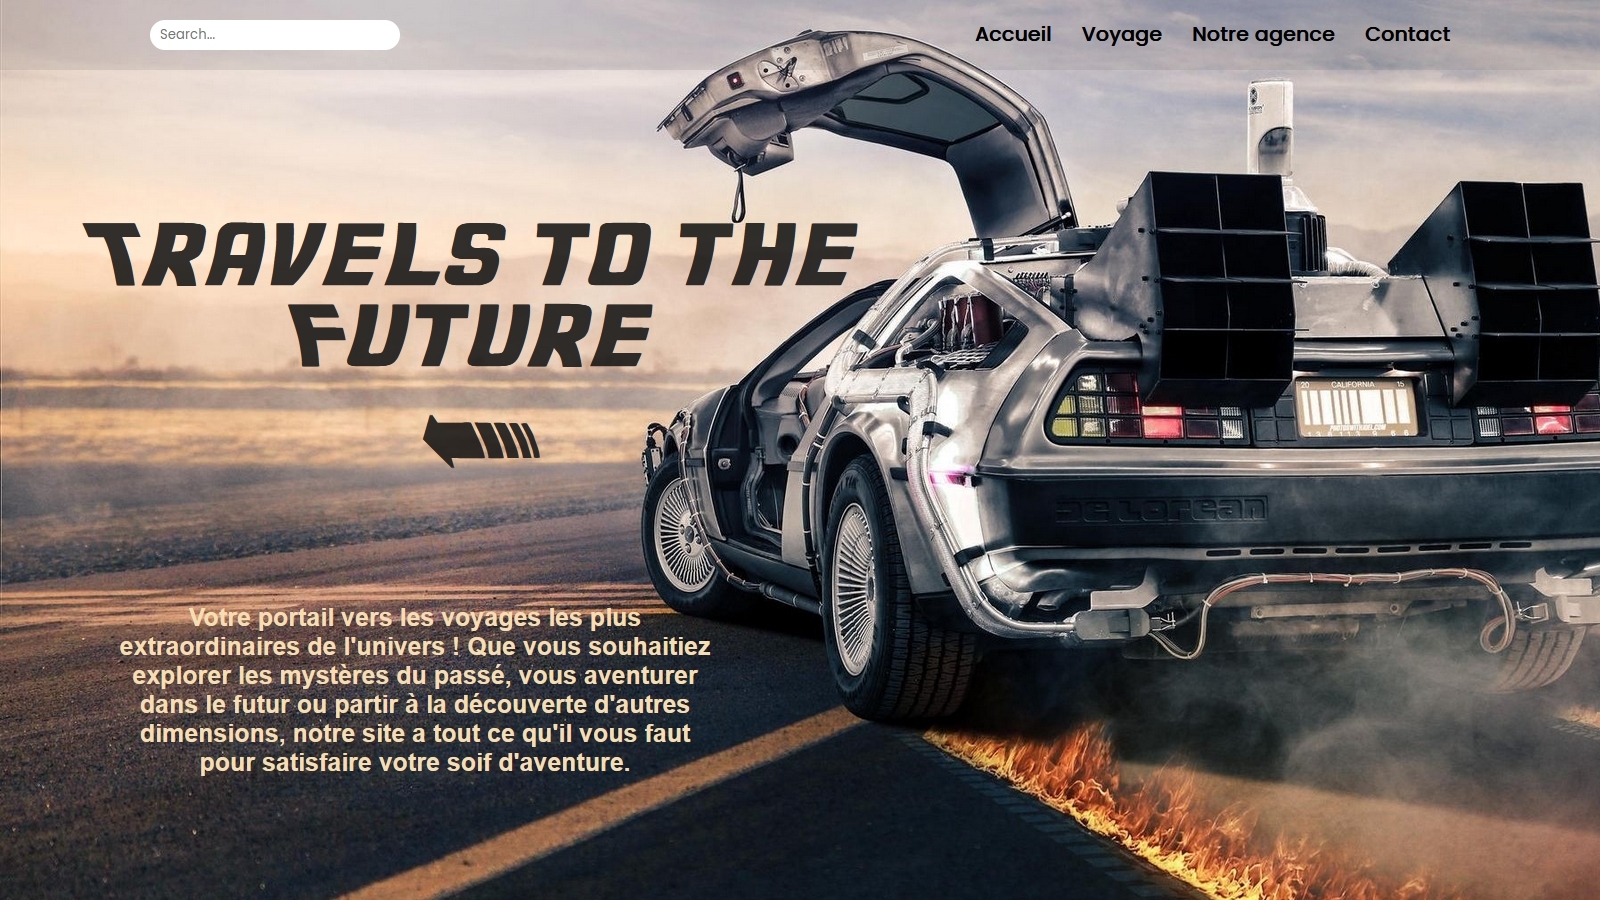 Search...
Accueil Voyage Notre agence Contact
TRAVELS TO THE
FUTURE
CALIFORNIA
De Lorean
Votre portail vers les voyages les plus
extraordinaires de l'univers ! Que vous souhaitiez
explorer les mystères du passé, vous aventurer
dans le futur ou partir à la découverte d'autres
dimensions, notre site a tout ce qu'il vous faut
pour satisfaire votre soif d'aventure.